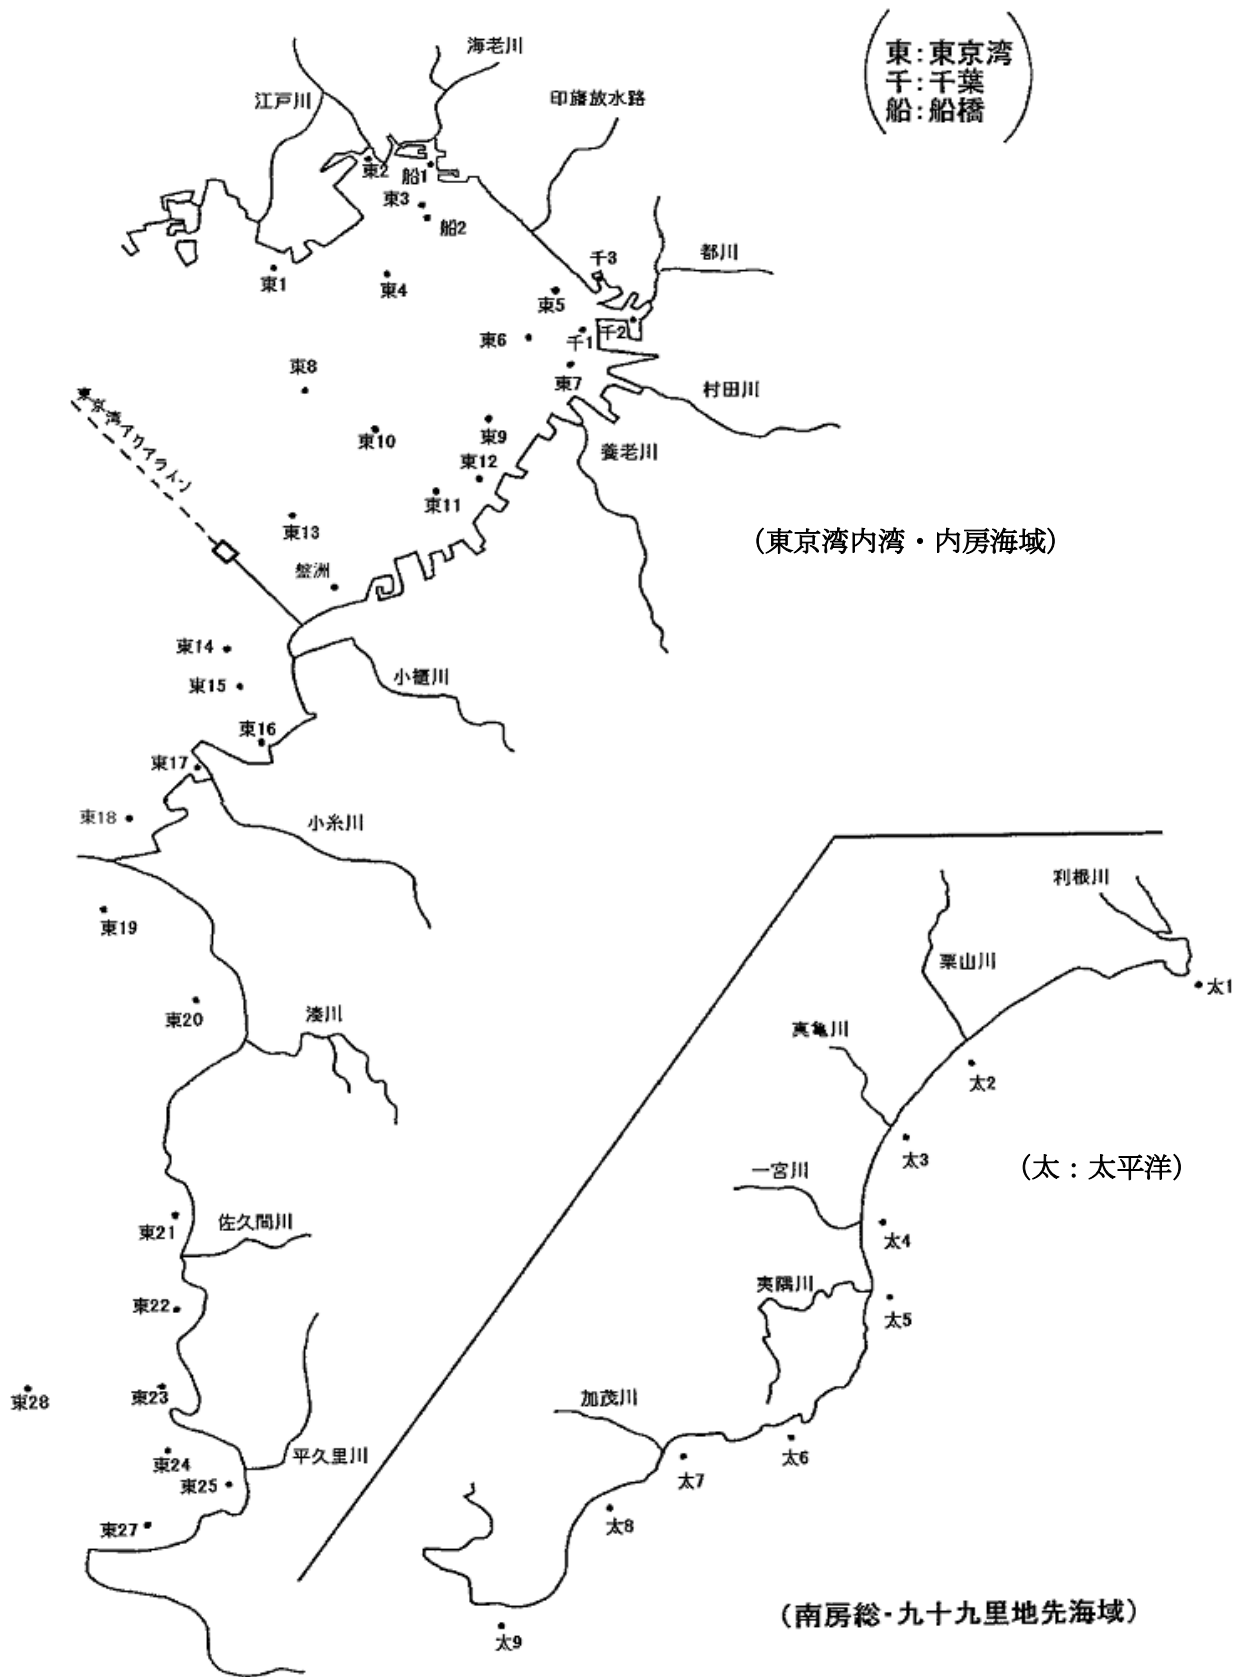 東：東京湾
千：千葉
船：船橋
海老川
江戸川
印旛放水路
東2
船1
東3
船2
都川
千3
東1
東4
東5
千2
東6
千1
東8
東7
村田川
東京湾アクアライン
東10
東9
養老川
東12
東11
東13
(東京湾内湾・内房海域)
盤洲
東14
小櫃川
東15
東16
東17
東18
小糸川
利根川
東19
栗山川
太1
東20
湊川
真亀川
太2
太3
(太：太平洋)
一宮川
東21
佐久間川
太4
夷隅川
東22
太5
東28
東23
加茂川
東24
平久里川
太6
東25
太7
東27
太8
(南房総・九十九里地先海域)
太9